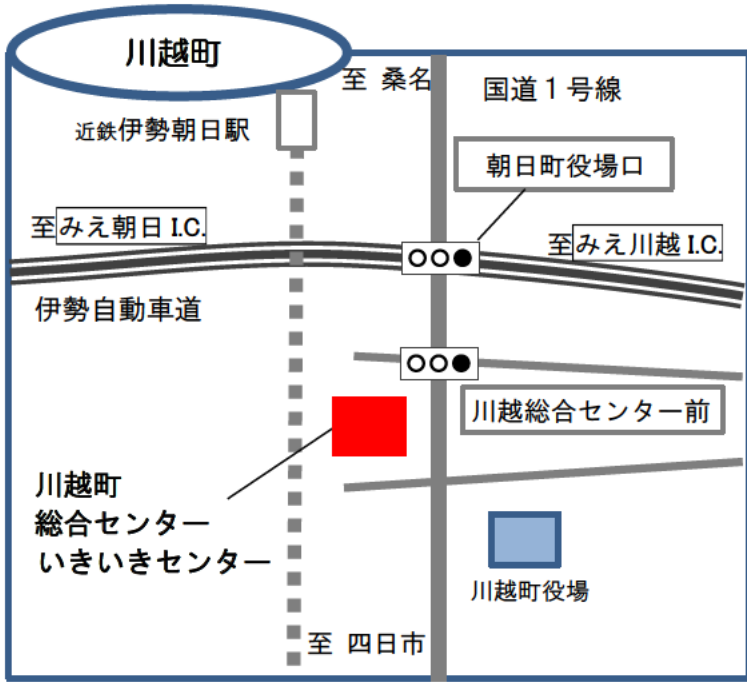 川越町
至 桑名
国道１号線
近鉄伊勢朝日駅
朝日町役場口
至みえ朝日 I.C.
至みえ川越 I.C.
伊勢自動車道
川越総合センター前
川越町
総合センター
いきいきセンター
川越町役場
至 四日市